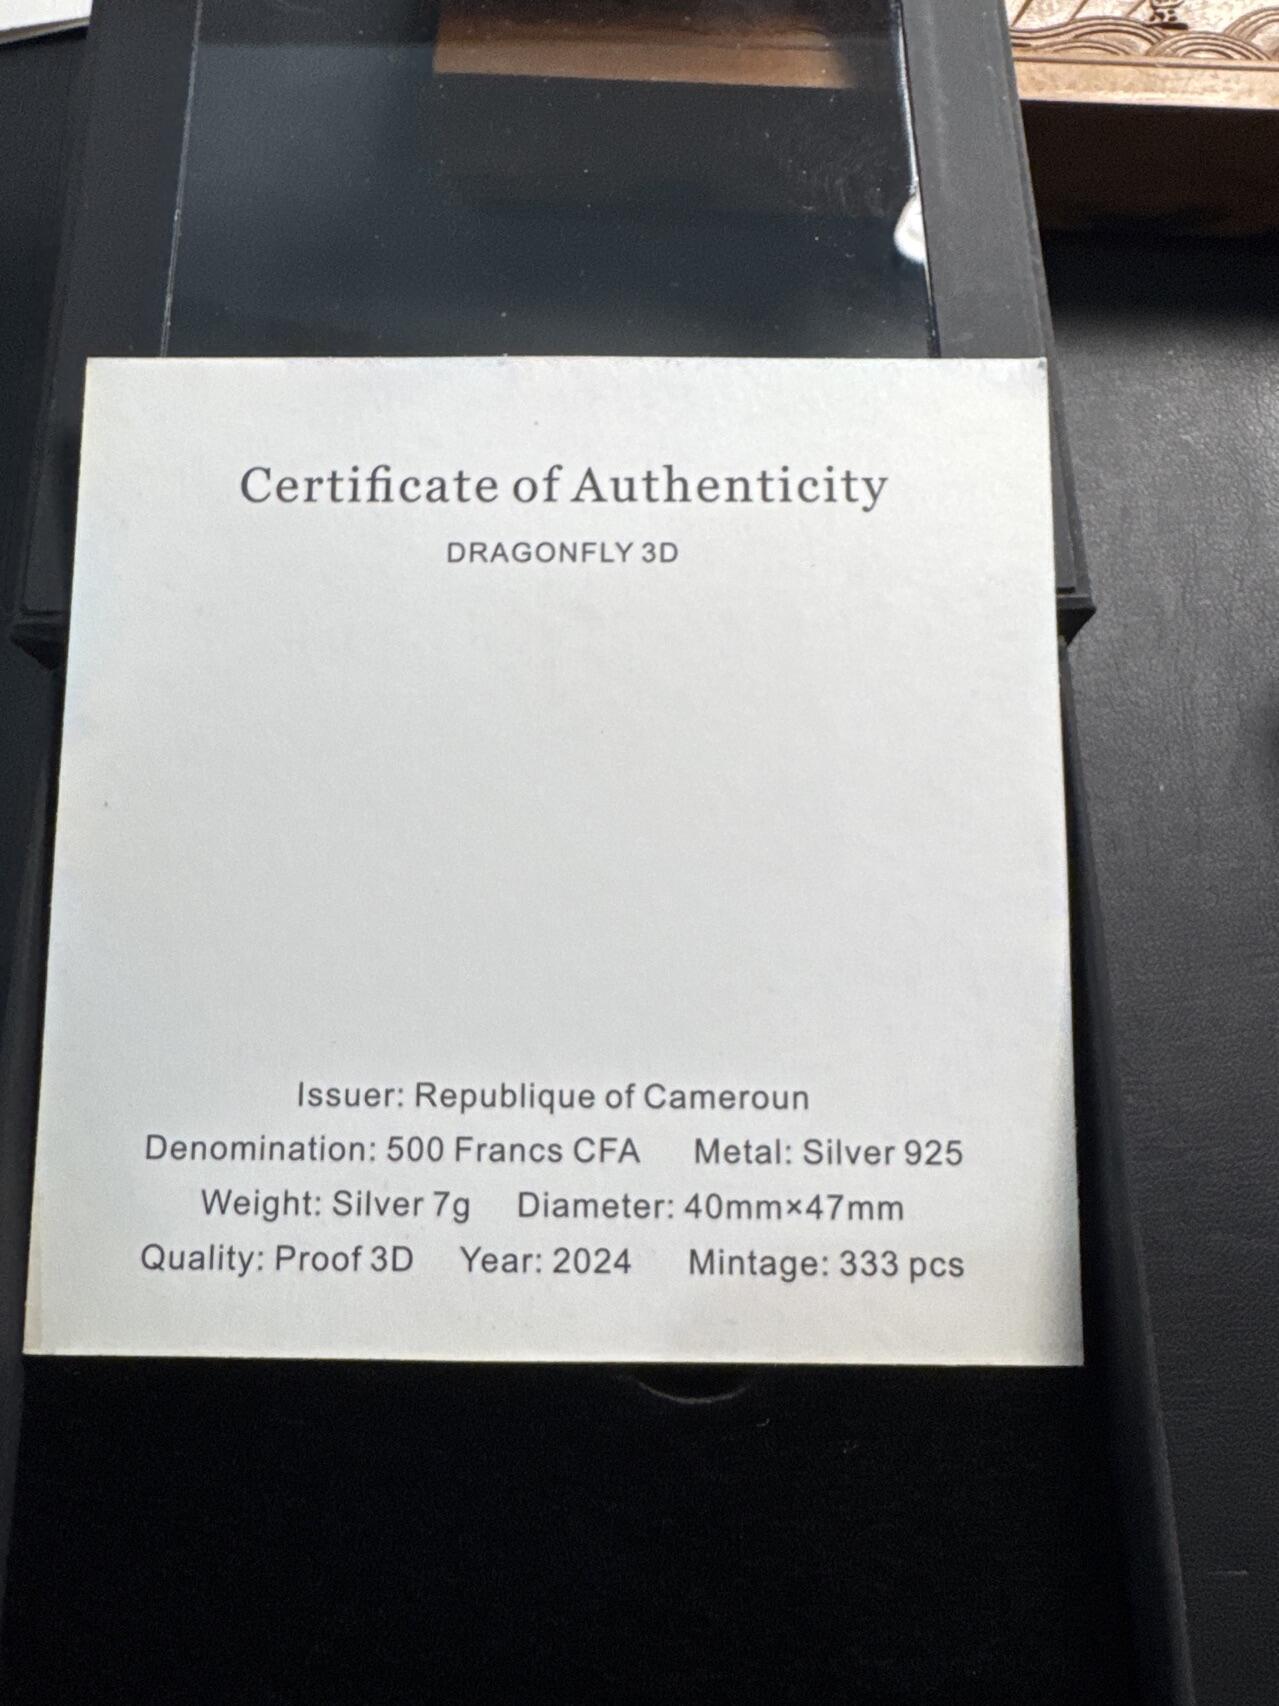 Certificate of Authenticity
DRAGONFLY 3D
Issuer: Republique of Cameroun
Denomination: 500 Francs CFA Metal: Silver 925
Weight: Silver 7g Diameter: 40mm×47mm
Quality: Proof 3D Year: 2024 Mintage: 333 pcs